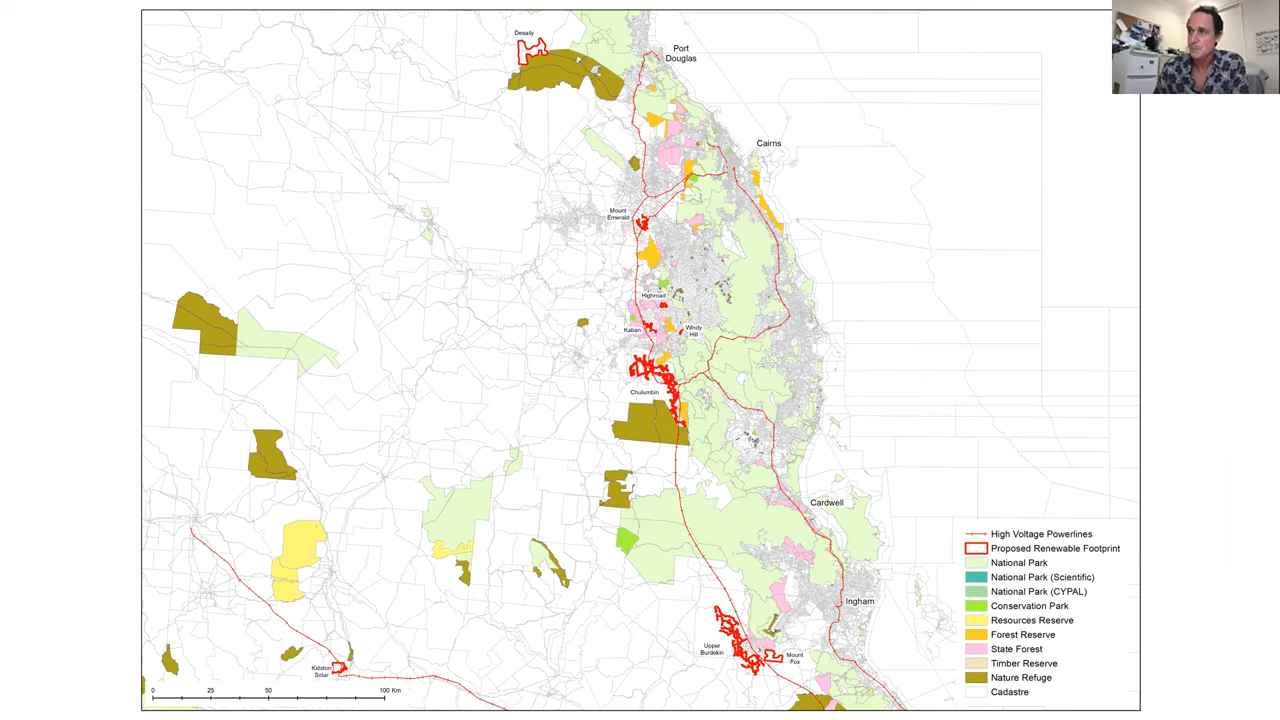 Desaily
Port
Douglas
Cairns
Mount
Emerald
Highroad
Kaban
Windy
Hill
Chulumbin
Cardwell
Ingham
Upper
Burdekin
Mount
Fox
Kidston
Solar
0 25 50 100 Km
High Voltage Powerlines
Proposed Renewable Footprint
National Park
National Park (Scientific)
National Park (CYPAL)
Conservation Park
Resources Reserve
Forest Reserve
State Forest
Timber Reserve
Nature Refuge
Cadastre